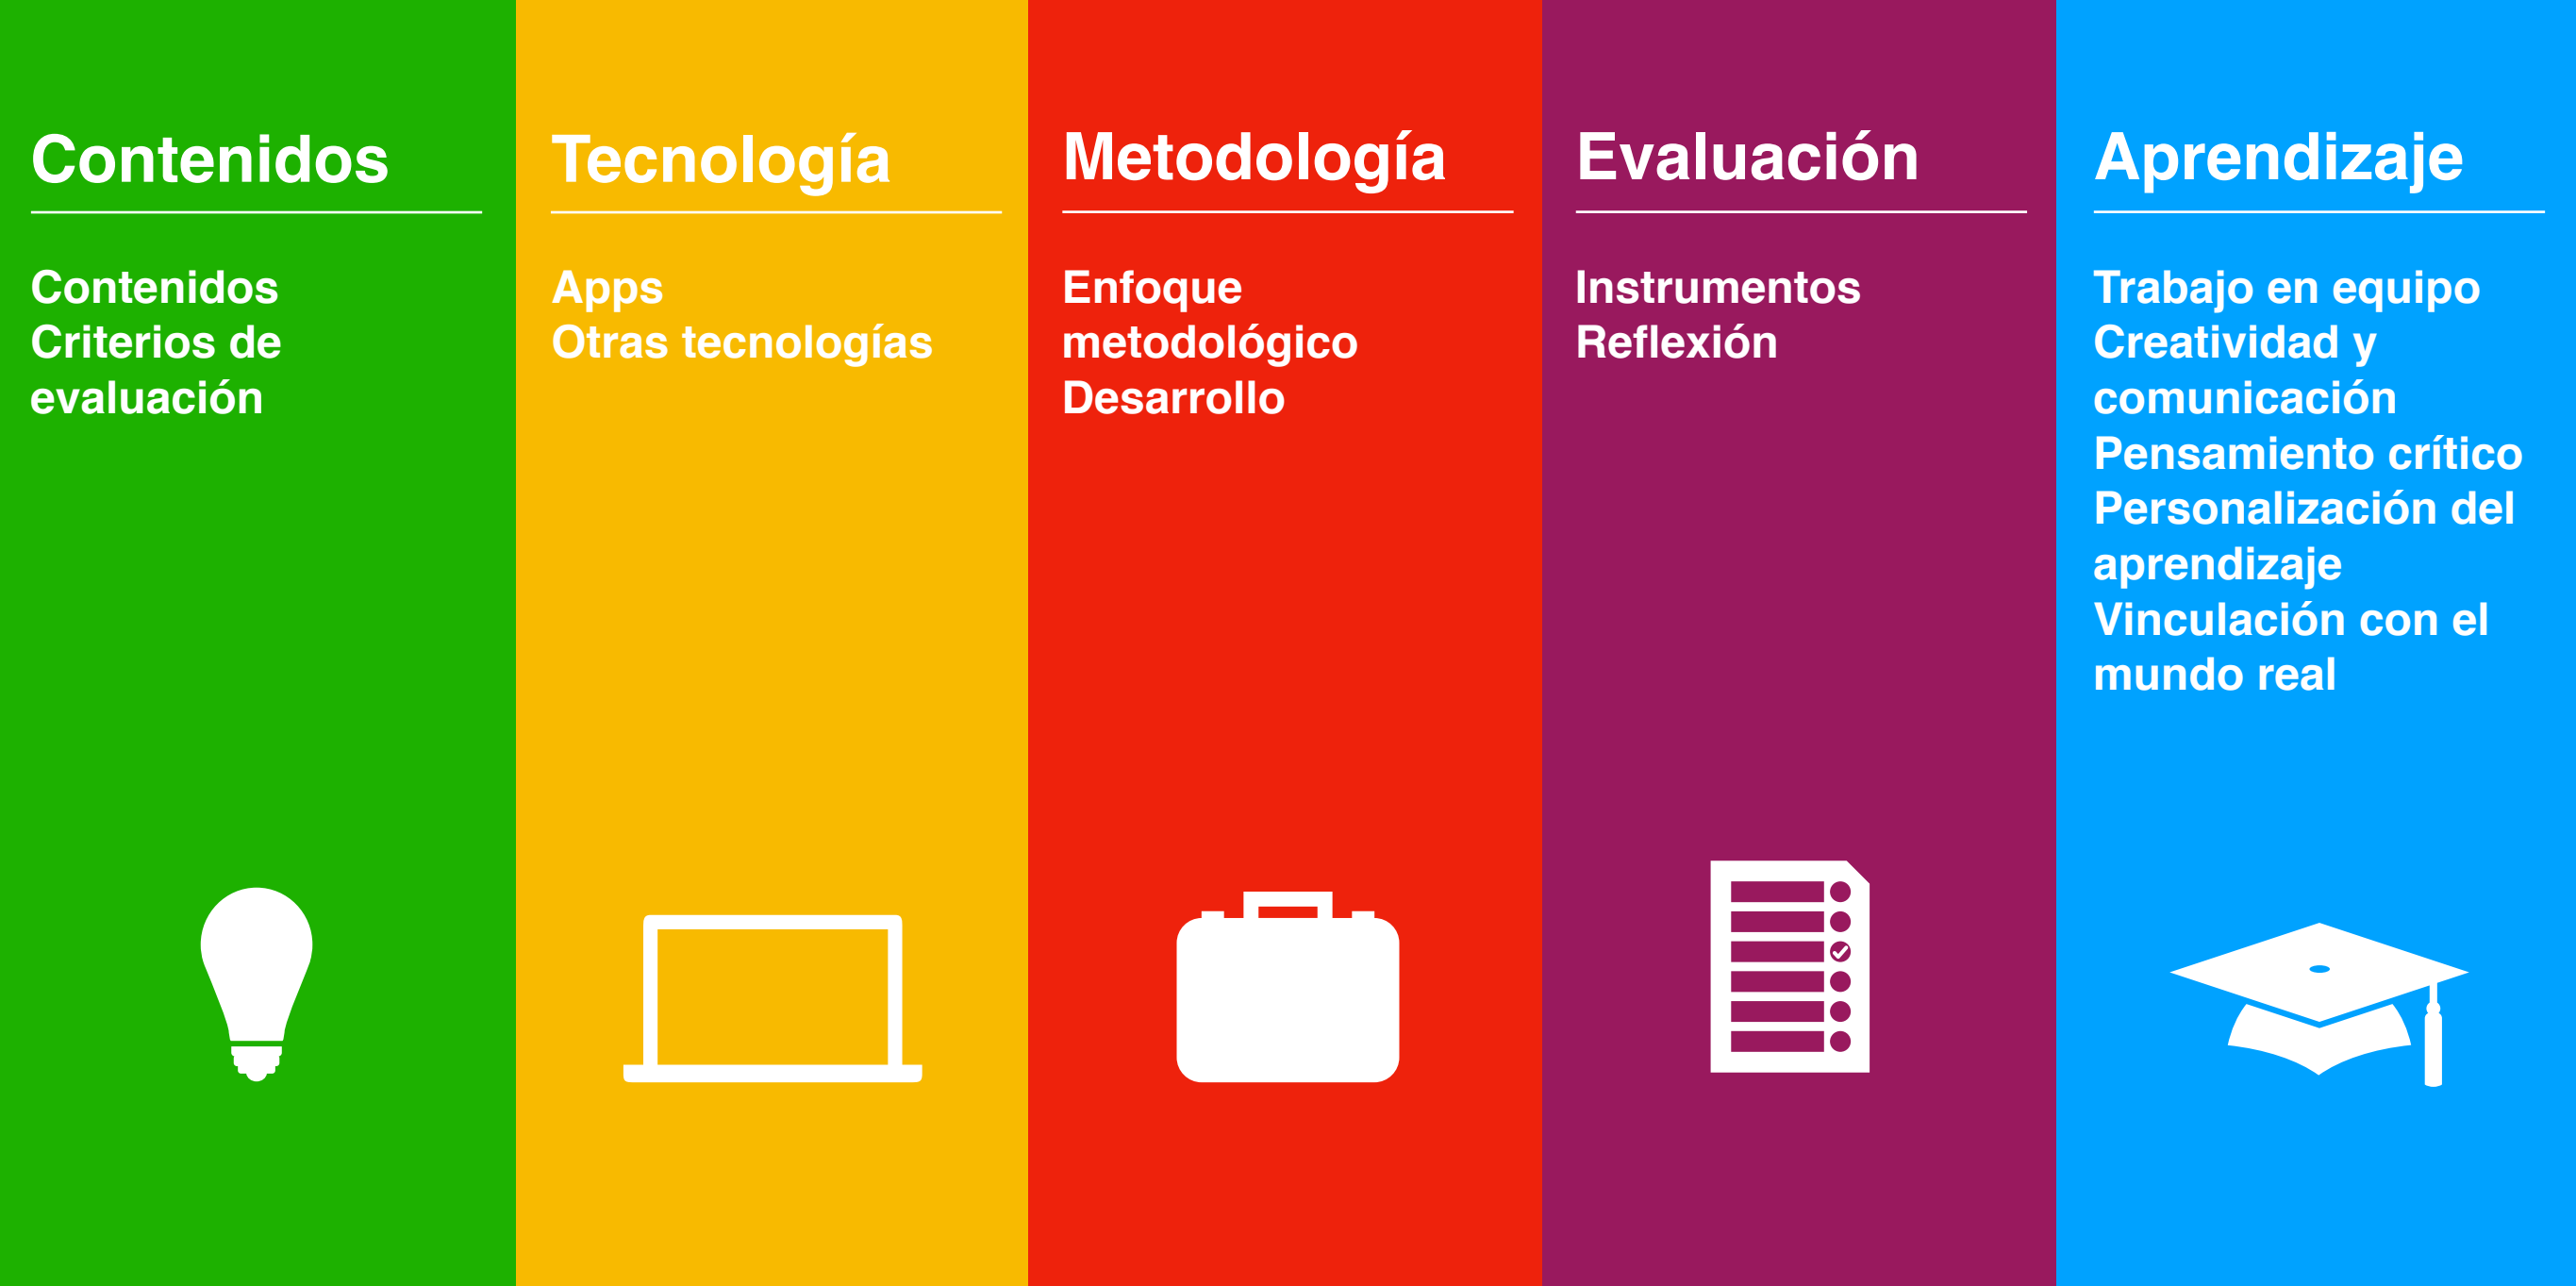 Contenidos
Contenidos
Criterios de
evaluación
Tecnología
Apps
Otras tecnologías
Metodología
Enfoque
metodológico
Desarrollo
Evaluación
Instrumentos
Reflexión
Aprendizaje
Trabajo en equipo
Creatividad y
comunicación
Pensamiento crítico
Personalización del
aprendizaje
Vinculación con el
mundo real